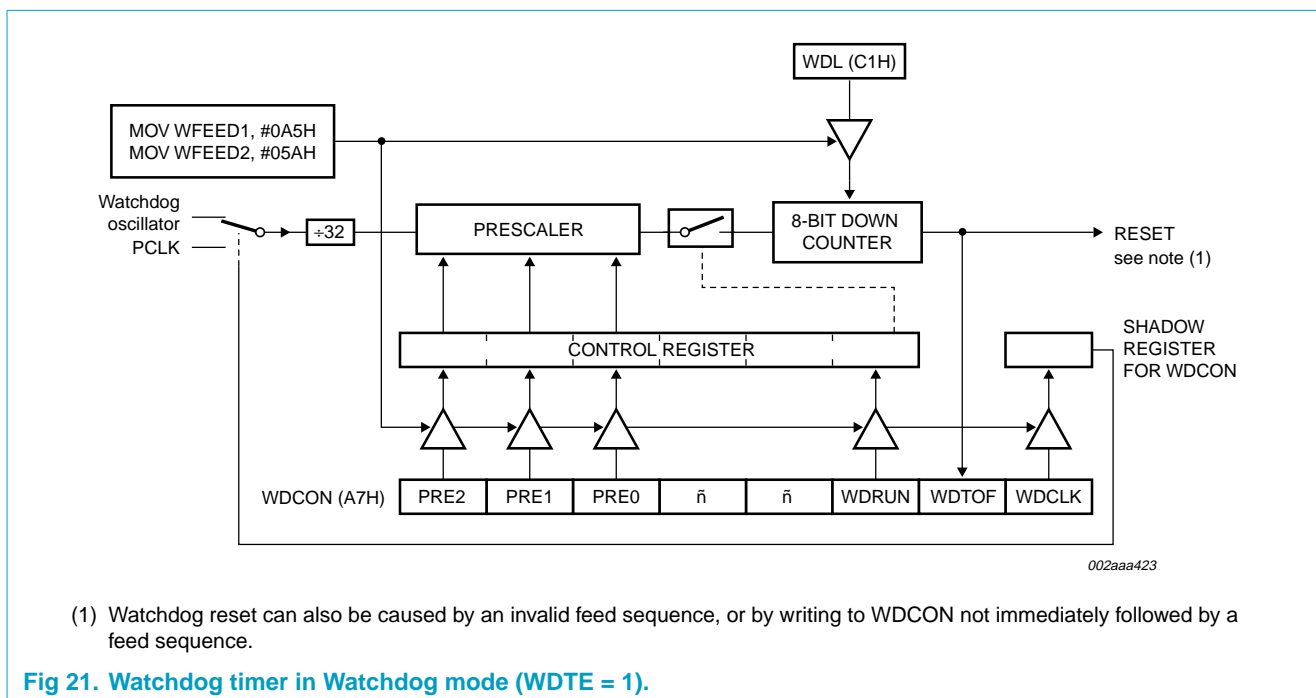 WDL (C1H)
MOV WFEED1, #0A5H
MOV WFEED2, #05AH
Watchdog
oscillator
PCLK
÷32
PRESCALER
8-BIT DOWN
COUNTER
RESET
see note (1)
CONTROL REGISTER
SHADOW
REGISTER
FOR WDCON
WDCON (A7H)
PRE2
PRE1
PRE0
ñ
ñ
WDRUN
WDTOF
WDCLK
002aaa423
(1) Watchdog reset can also be caused by an invalid feed sequence, or by writing to WDCON not immediately followed by a
feed sequence.
Fig 21. Watchdog timer in Watchdog mode (WDTE = 1).